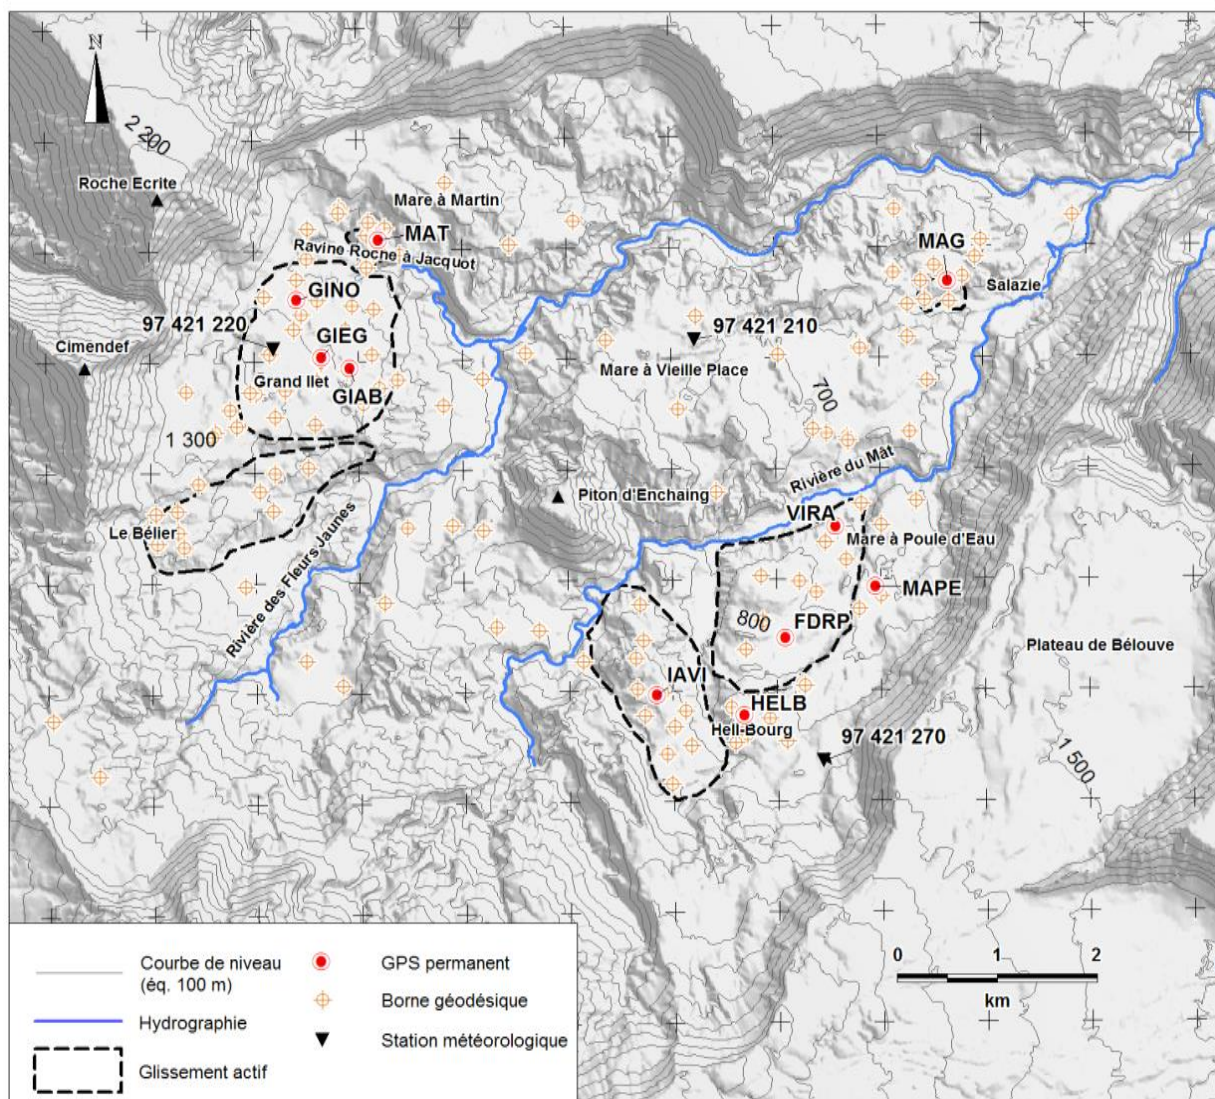 N
2 200
Roche Ecrite
Mare à Martin
MAT
Ravine Roche à Jacquot
MAG
Salazie
GINO
97 421 220
GIEG
97 421 210
Cimendef
Grand Ilet
Mare à Vieille Place
GIAB
700
1 300
Rivière du Mât
Piton d'Enchaing
VIRA
Le Bélier
Mare à Poule d'Eau
Rivière des Fleurs Jaunes
MAPE
800
FDRP
Plateau de Bélouve
IAVI
HELB
Hell-Bourg
97 421 270
1 500
0 1 2
km
Courbe de niveau
(éq. 100 m)
Hydrographie
Glissement actif
GPS permanent
Borne géodésique
Station météorologique